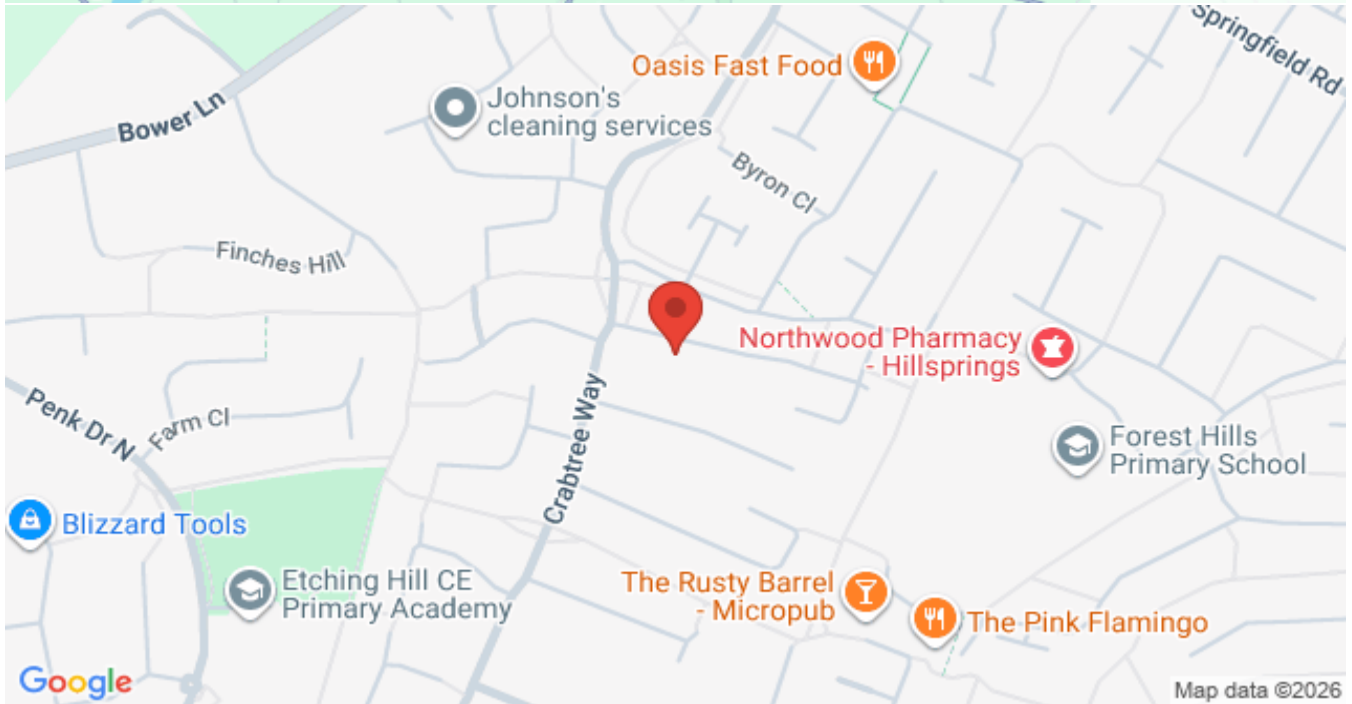 Springfield Rd
Oasis Fast Food
Johnson's
cleaning services
Bower Ln
Byron Cl
Finches Hill
Northwood Pharmacy
- Hillsprings
Crabtree Way
Penk Dr N
Farm Cl
Forest Hills
Primary School
Blizzard Tools
Etching Hill CE
Primary Academy
The Rusty Barrel
- Micropub
The Pink Flamingo
Google
Map data ©2026